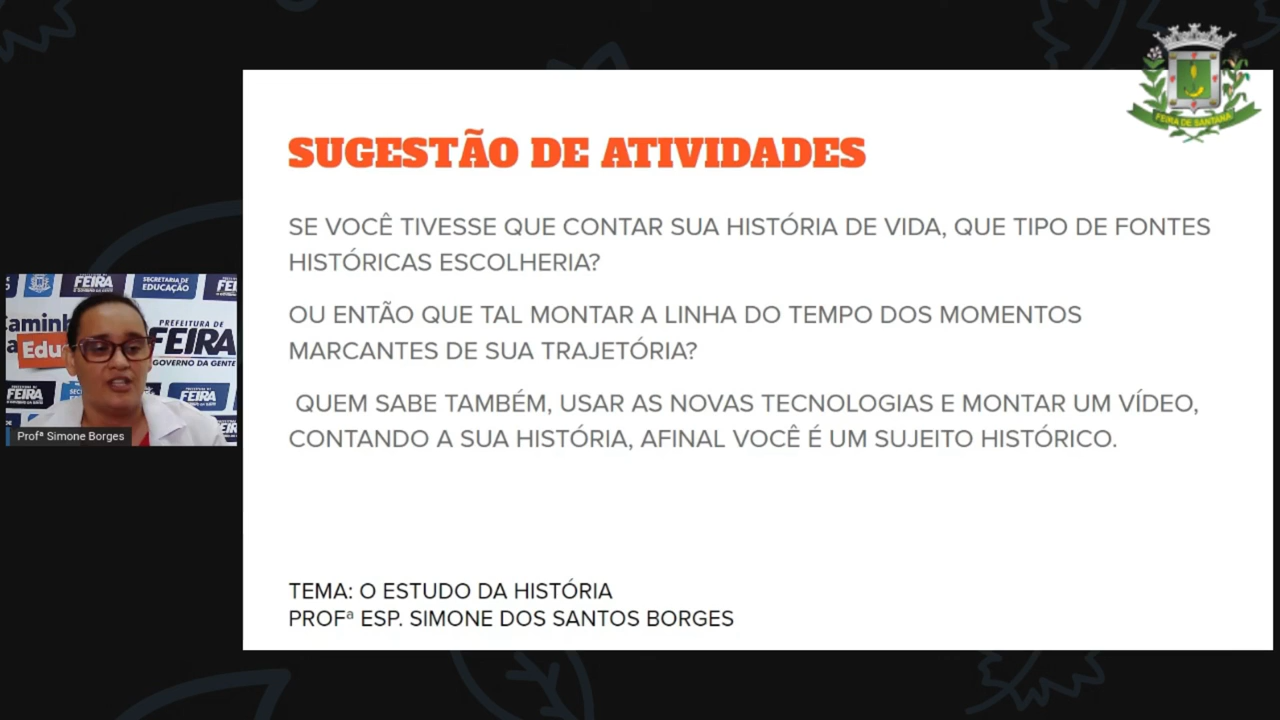 FEIRA DE SANTANA
SUGESTÃO DE ATIVIDADES
SE VOCÊ TIVESSE QUE CONTAR SUA HISTÓRIA DE VIDA, QUE TIPO DE FONTES
HISTÓRICAS ESCOLHERIA?
OU ENTÃO QUE TAL MONTAR A LINHA DO TEMPO DOS MOMENTOS
MARCANTES DE SUA TRAJETÓRIA?
QUEM SABE TAMBÉM, USAR AS NOVAS TECNOLOGIAS E MONTAR UM VÍDEO,
CONTANDO A SUA HISTÓRIA, AFINAL VOCÊ É UM SUJEITO HISTÓRICO.
TEMA: O ESTUDO DA HISTÓRIA
PROFª ESP. SIMONE DOS SANTOS BORGES
FEIRA
SECRETARIA DE
EDUCAÇÃO
PREFEITURA DE
FEIRA
GOVERNO DA GENTE
Edu
FEIRA
FEIRA
Profª Simone Borges